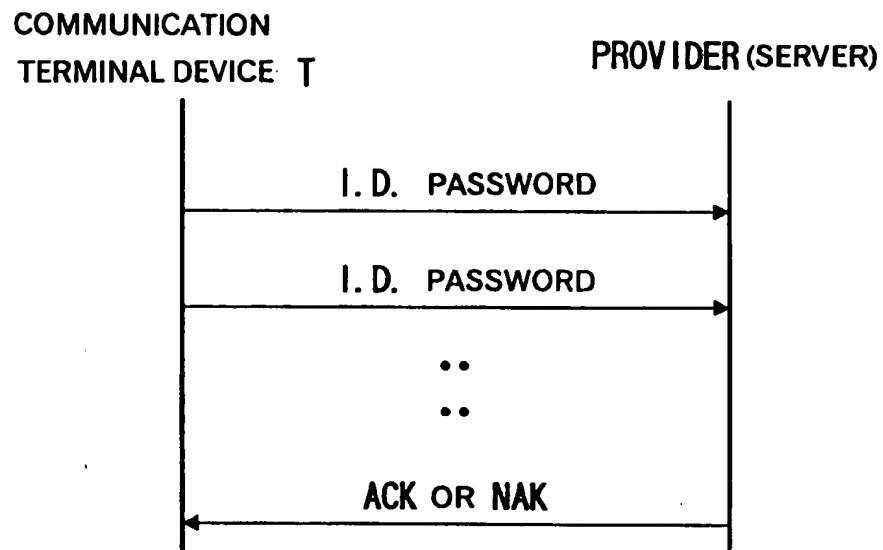 COMMUNICATION
TERMINAL DEVICE T
PROVIDER (SERVER)
I.D. PASSWORD
I.D. PASSWORD
ACK OR NAK